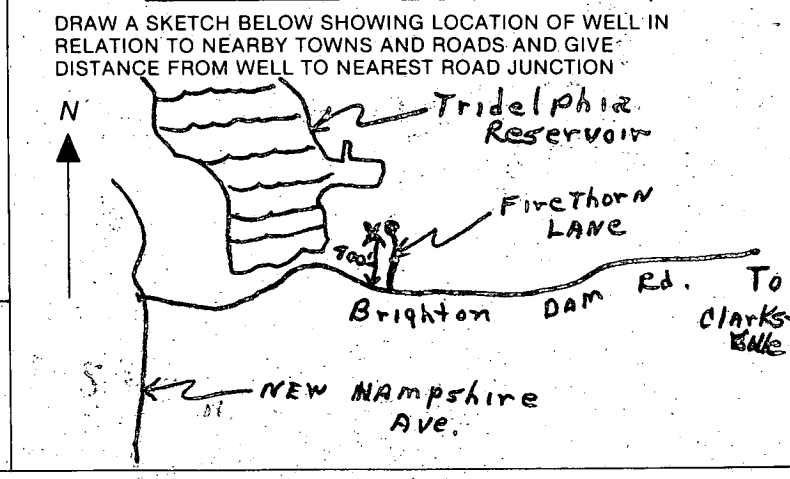 DRAW A SKETCH BELOW SHOWING LOCATION OF WELL IN
RELATION TO NEARBY TOWNS AND ROADS AND GIVE
DISTANCE FROM WELL TO NEAREST ROAD JUNCTION
N
Tridelphia
Reservoir
FireThorN
LANE
Brighton DAM Rd. To
Clarks-
NEW HAMpshire
Ave.